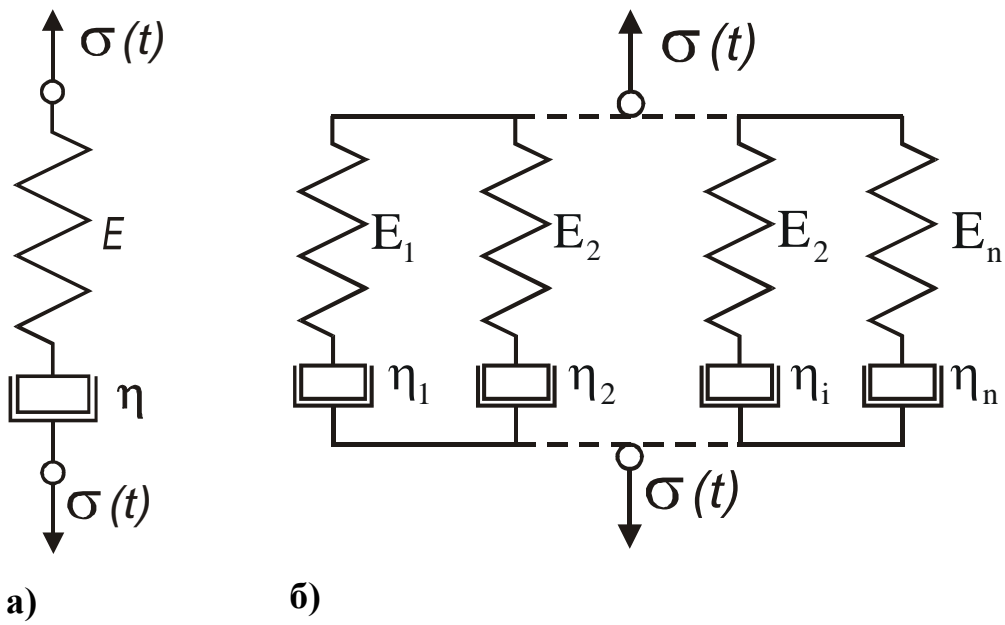 σ(t)
E
η
σ(t)
а)
σ(t)
E₁ E₂ E₂ Eₙ
η₁ η₂ ηᵢ ηₙ
σ(t)
б)